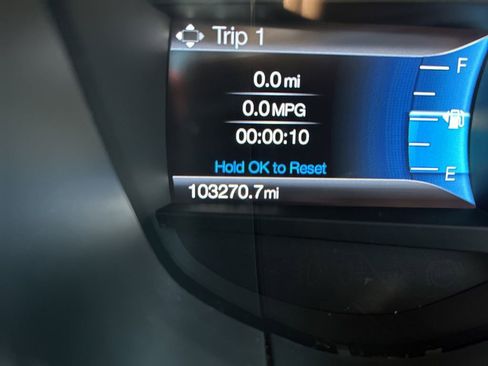 Trip 1
F
0.0 mi
0.0 MPG
00:00:10
Hold OK to Reset
E
103270.7 mi